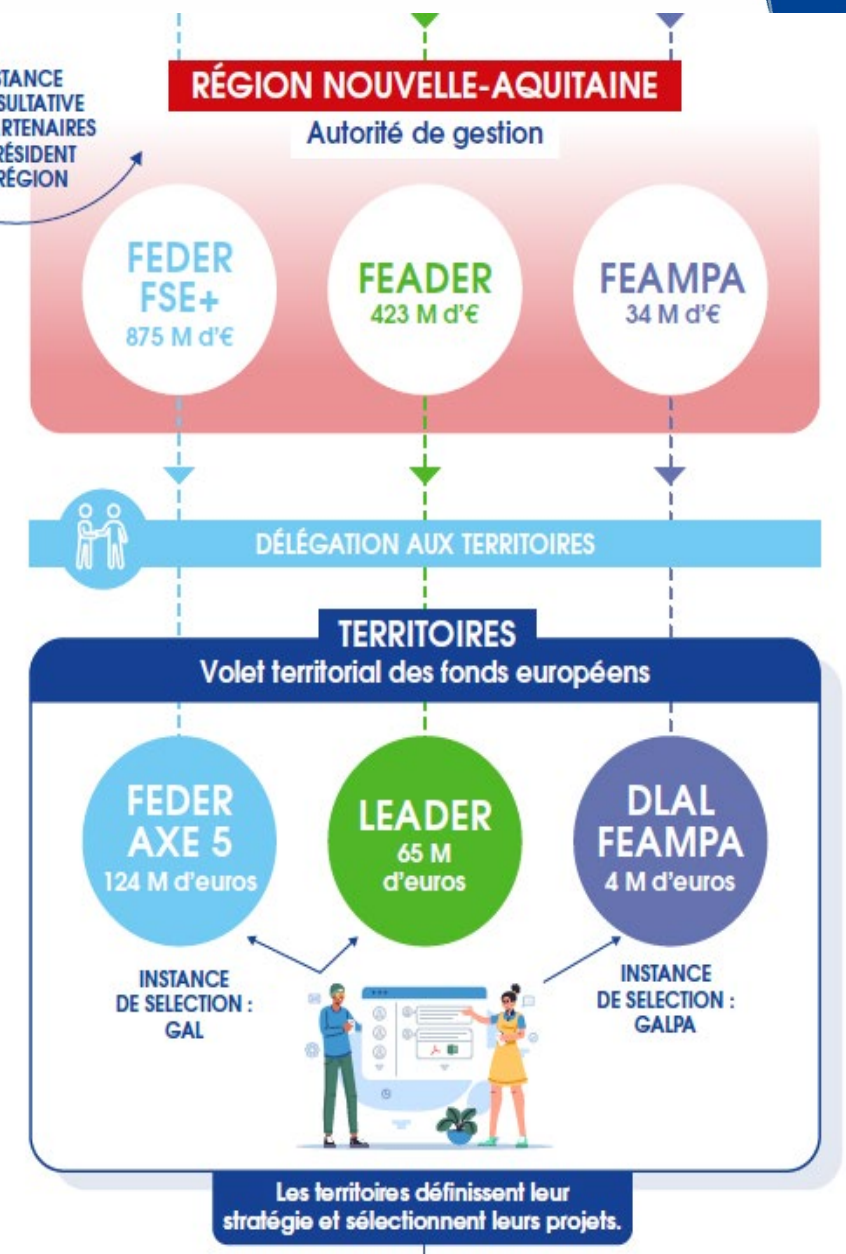 RÉGION NOUVELLE-AQUITAINE
Autorité de gestion
RÉGION
FEDER
FSE+
875 M d'€
FEADER
423 M d'€
FEAMPA
34 M d'€
DÉLÉGATION AUX TERRITOIRES
TERRITOIRES
Volet territorial des fonds européens
FEDER
AXE 5
124 M d'euros
LEADER
65 M
d'euros
DLAL
FEAMPA
4 M d'euros
INSTANCE
DE SELECTION :
GAL
INSTANCE
DE SELECTION :
GALPA
Les territoires définissent leur
stratégie et sélectionnent leurs projets.